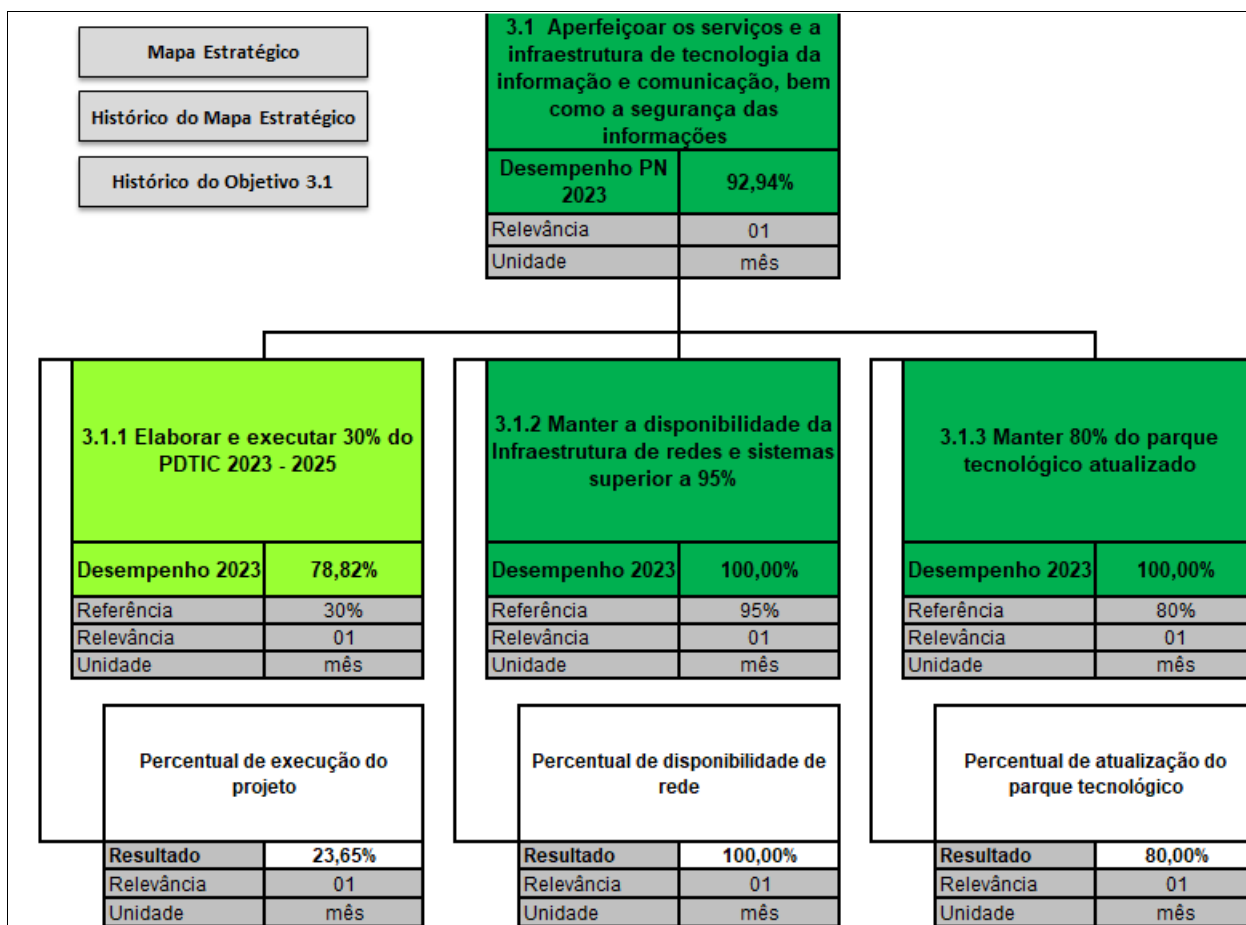 Mapa Estratégico
Histórico do Mapa Estratégico
Histórico do Objetivo 3.1
3.1 Aperfeiçoar os serviços e a
infraestrutura de tecnologia da
informação e comunicação, bem
como a segurança das
informações
Desempenho PN
2023
92,94%
Relevância 01
Unidade mês
3.1.1 Elaborar e executar 30% do
PDTIC 2023 - 2025
Desempenho 2023 78,82%
Referência 30%
Relevância 01
Unidade mês
Percentual de execução do
projeto
Resultado 23,65%
Relevância 01
Unidade mês
3.1.2 Manter a disponibilidade da
Infraestrutura de redes e sistemas
superior a 95%
Desempenho 2023 100,00%
Referência 95%
Relevância 01
Unidade mês
Percentual de disponibilidade de
rede
Resultado 100,00%
Relevância 01
Unidade mês
3.1.3 Manter 80% do parque
tecnológico atualizado
Desempenho 2023 100,00%
Referência 80%
Relevância 01
Unidade mês
Percentual de atualização do
parque tecnológico
Resultado 80,00%
Relevância 01
Unidade mês